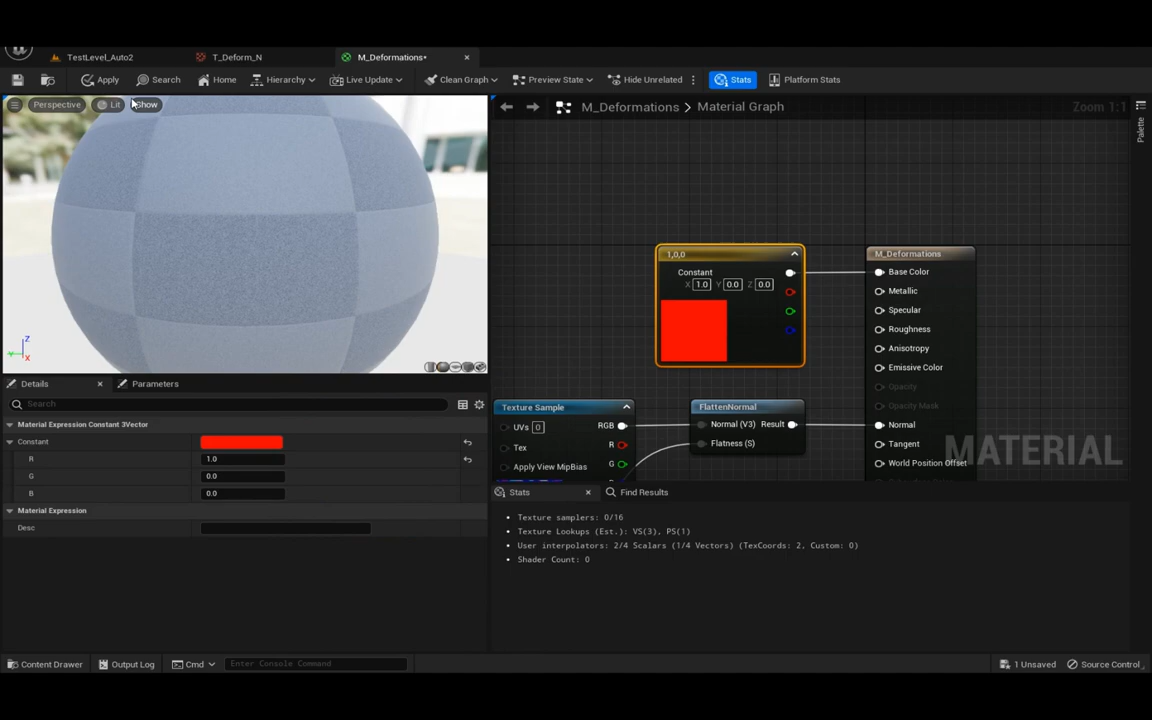 TestLevel_Auto2
T_Deform_N
M_Deformations•
Apply
Search
Home
Hierarchy
Live Update
Clean Graph
Preview State
Hide Unrelated
Stats
Platform Stats
Perspective
Lit
Show
M_Deformations
Material Graph
Zoom 1:1
Palette
1,0,0
Constant
X 1.0 Y 0.0 Z 0.0
M_Deformations
Base Color
Metallic
Specular
Roughness
Anisotropy
Emissive Color
Opacity
Opacity Mask
Normal
Tangent
World Position Offset
MATERIAL
Texture Sample
UVs 0
Tex
Apply View MipBias
RGB
R
G
FlattenNormal
Normal (V3) Result
Flatness (S)
Z
Y
X
Details
Parameters
Search
Material Expression Constant 3Vector
Constant
R 1.0
G 0.0
B 0.0
Material Expression
Desc
Stats
Find Results
Texture samplers: 0/16
Texture Lookups (Est.): VS(3), PS(1)
User interpolators: 2/4 Scalars (1/4 Vectors) (TexCoords: 2, Custom: 0)
Shader Count: 0
Content Drawer
Output Log
Cmd
Enter Console Command
1 Unsaved
Source Control